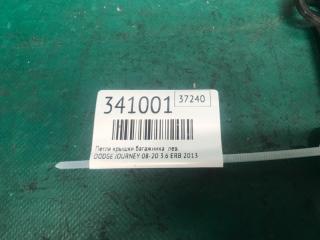 341001
37240
Петли крышки багажника лев.
DODGE JOURNEY 08-20 3.6 ERB 2013